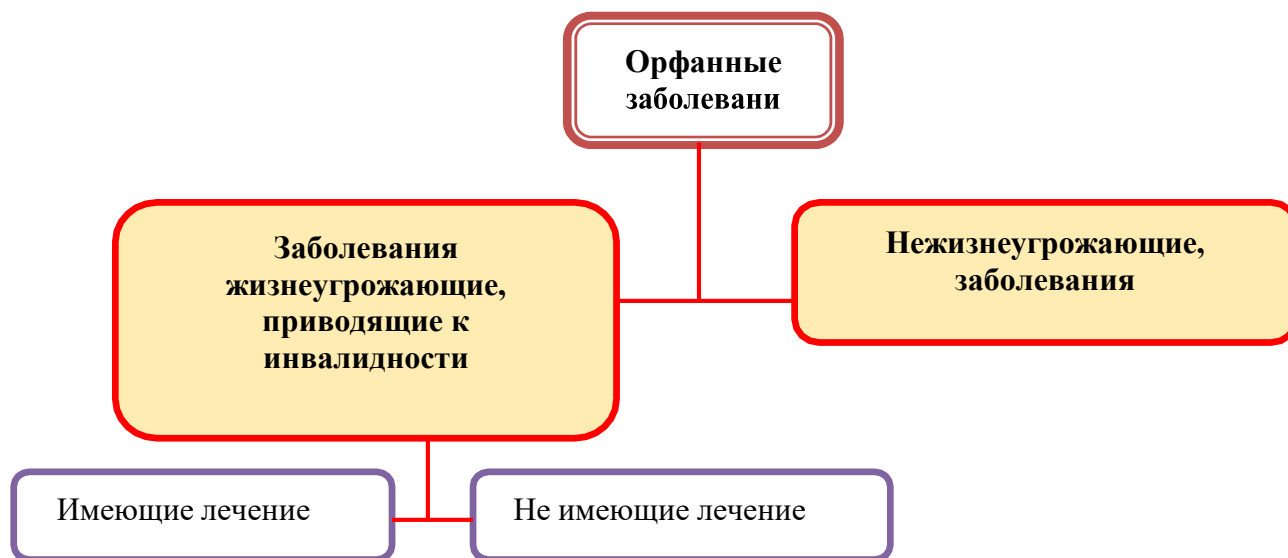 Орфанные
заболевани
Заболевания
жизнеугрожающие,
приводящие к
инвалидности
Нежизнеугрожающие,
заболевания
Имеющие лечение
Не имеющие лечение